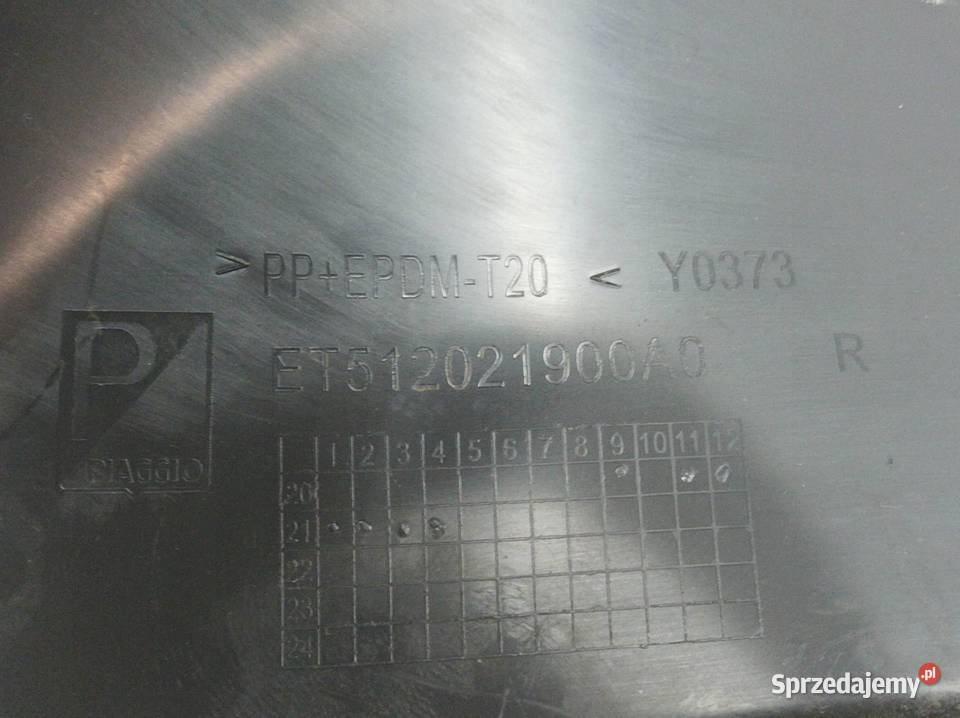 >PP+EPDM-T20< Y0373
ET512021900A0 R
P
PIAGGIO
1 2 3 4 5 6 7 8 9 10 11 12
20
21
22
23
24
Sprzedajemy.pl